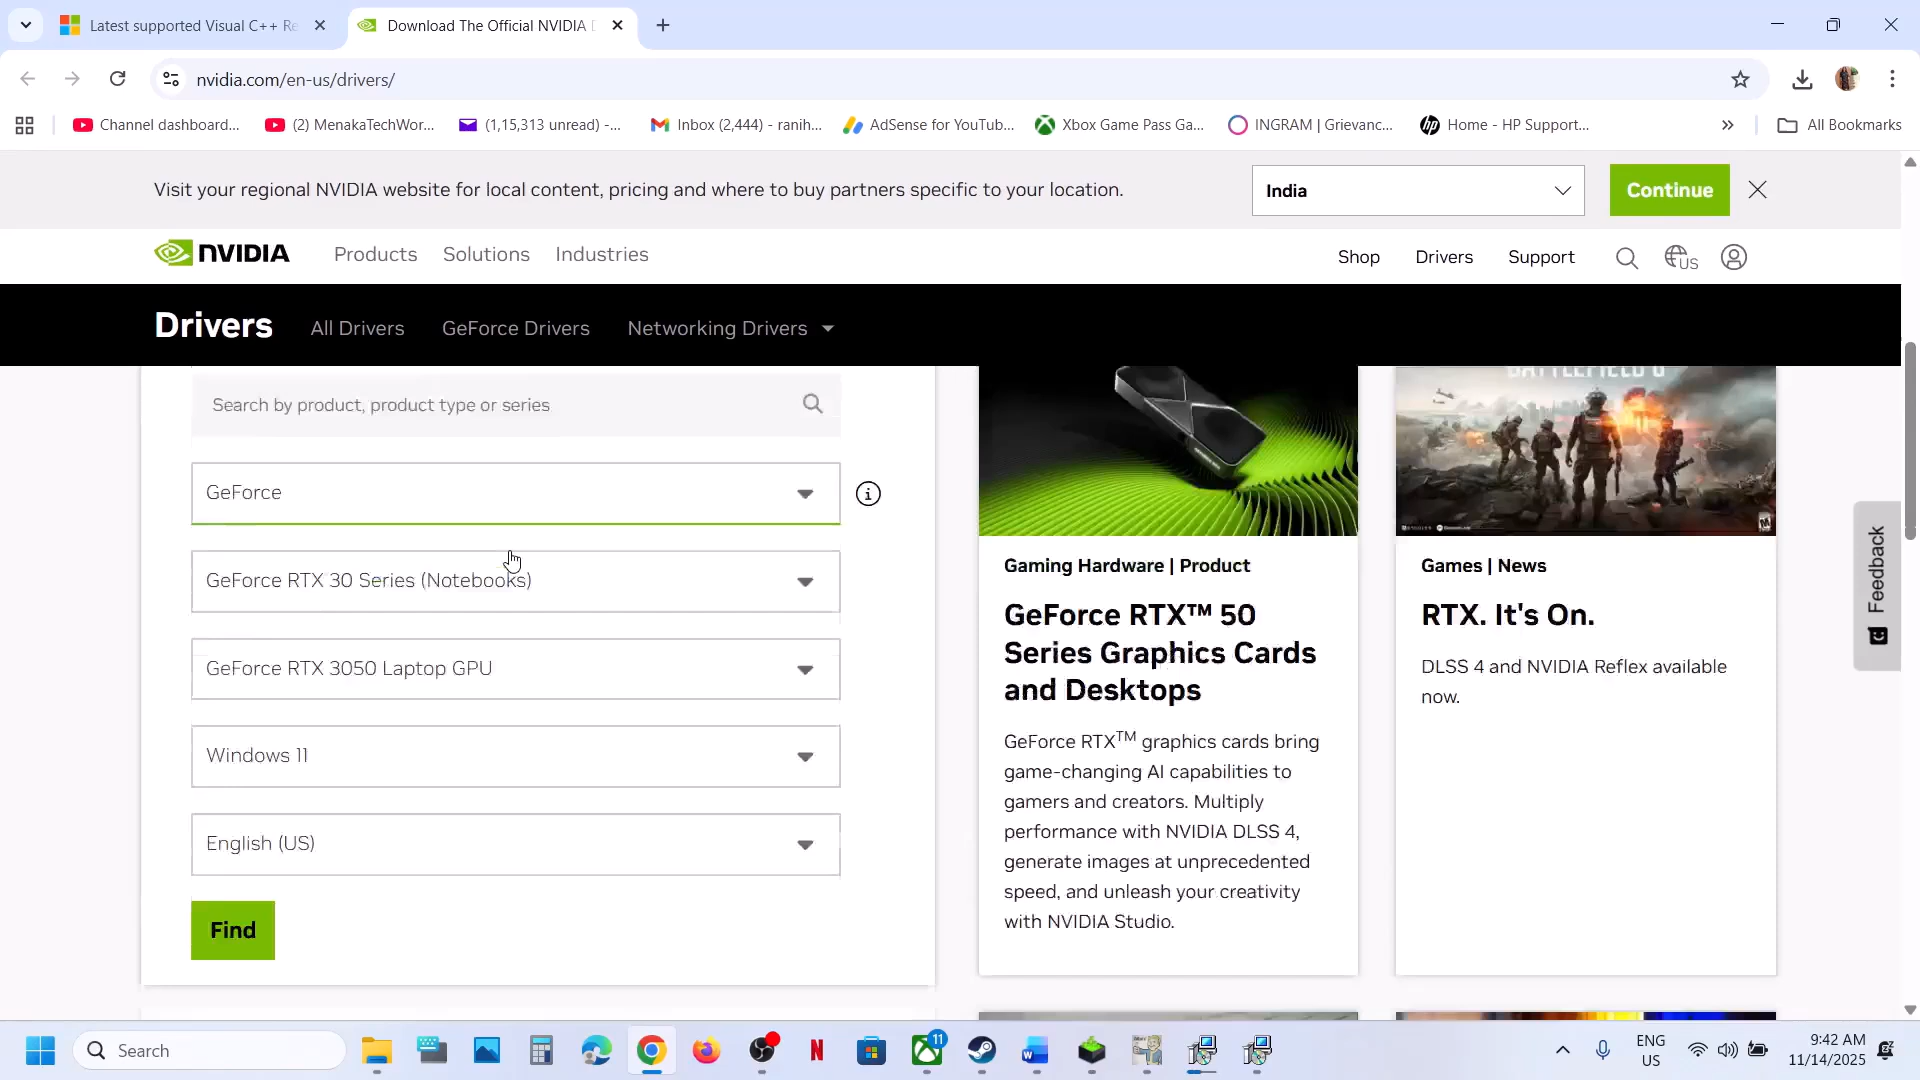 Latest supported Visual C++ Re
Download The Official NVIDIA D
nvidia.com/en-us/drivers/
Channel dashboard...
(2) MenakaTechWor...
(1,15,313 unread) -...
Inbox (2,444) - ranih...
AdSense for YouTub...
Xbox Game Pass Ga...
INGRAM | Grievanc...
Home - HP Support...
All Bookmarks
Visit your regional NVIDIA website for local content, pricing and where to buy partners specific to your location.
India
Continue
NVIDIA
Products
Solutions
Industries
Shop
Drivers
Support
US
Drivers
All Drivers
GeForce Drivers
Networking Drivers
Search by product, product type or series
GeForce
GeForce RTX 30 Series (Notebooks)
GeForce RTX 3050 Laptop GPU
Windows 11
English (US)
Find
Gaming Hardware | Product
GeForce RTX™ 50
Series Graphics Cards
and Desktops
GeForce RTX™ graphics cards bring
game-changing AI capabilities to
gamers and creators. Multiply
performance with NVIDIA DLSS 4,
generate images at unprecedented
speed, and unleash your creativity
with NVIDIA Studio.
BATTLEFIELD 6
Games | News
RTX. It's On.
DLSS 4 and NVIDIA Reflex available
now.
Feedback
Search
11
ENG
US
9:42 AM
11/14/2025